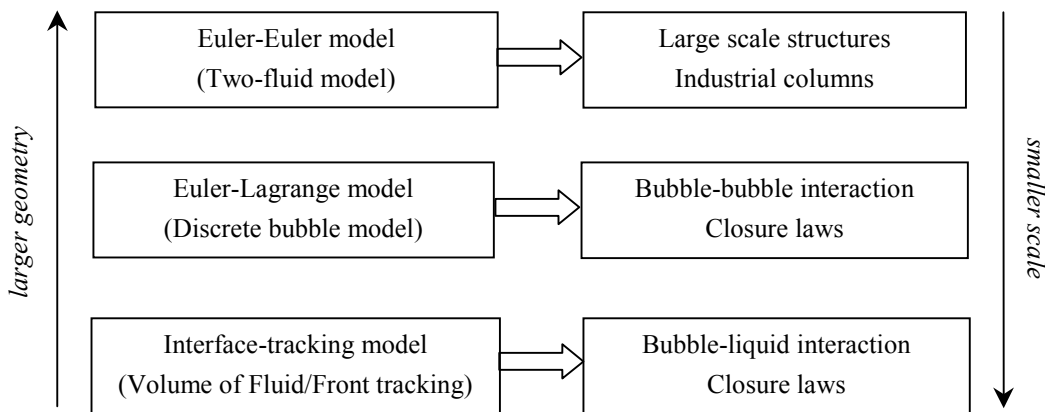 Euler-Euler model
(Two-fluid model)
Large scale structures
Industrial columns
larger geometry
Euler-Lagrange model
(Discrete bubble model)
Bubble-bubble interaction
Closure laws
smaller scale
Interface-tracking model
(Volume of Fluid/Front tracking)
Bubble-liquid interaction
Closure laws